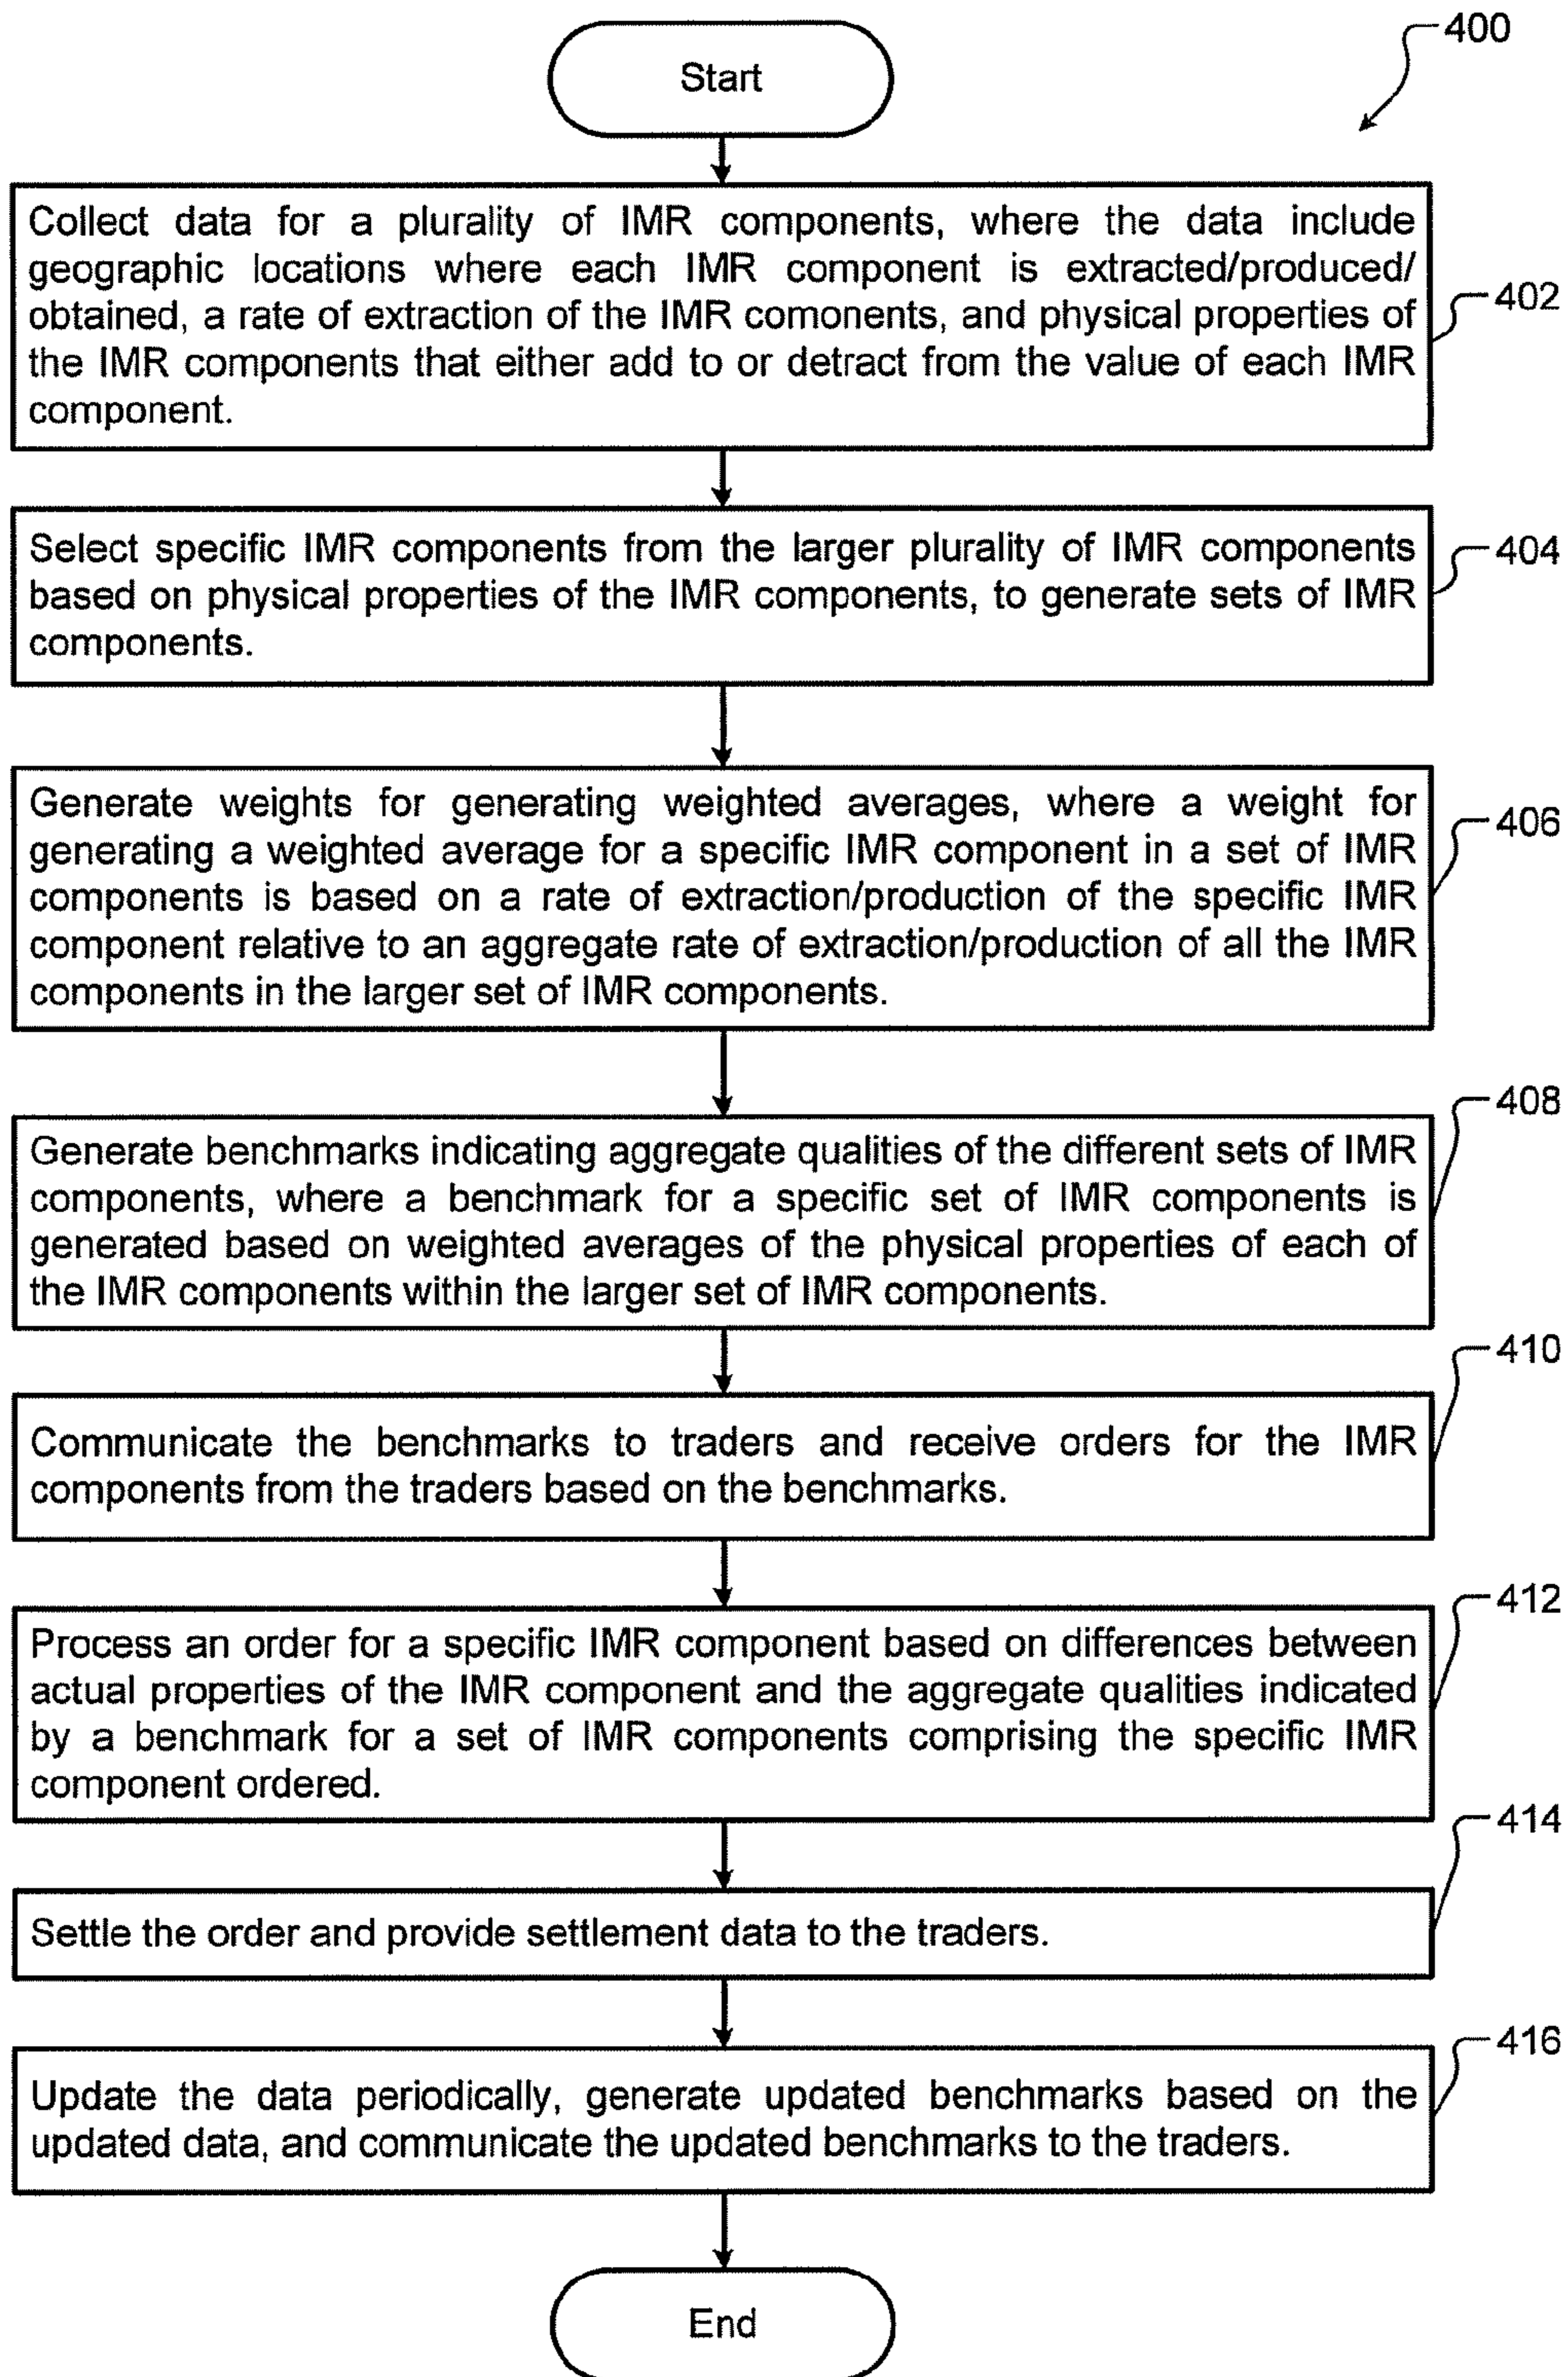 400
Start
Collect data for a plurality of IMR components, where the data include
geographic locations where each IMR component is extracted/produced/
obtained, a rate of extraction of the IMR comonents, and physical properties of
the IMR components that either add to or detract from the value of each IMR
component.
402
Select specific IMR components from the larger plurality of IMR components
based on physical properties of the IMR components, to generate sets of IMR
components.
404
Generate weights for generating weighted averages, where a weight for
generating a weighted average for a specific IMR component in a set of IMR
components is based on a rate of extraction/production of the specific IMR
component relative to an aggregate rate of extraction/production of all the IMR
components in the larger set of IMR components.
406
Generate benchmarks indicating aggregate qualities of the different sets of IMR
components, where a benchmark for a specific set of IMR components is
generated based on weighted averages of the physical properties of each of
the IMR components within the larger set of IMR components.
408
Communicate the benchmarks to traders and receive orders for the IMR
components from the traders based on the benchmarks.
410
Process an order for a specific IMR component based on differences between
actual properties of the IMR component and the aggregate qualities indicated
by a benchmark for a set of IMR components comprising the specific IMR
component ordered.
412
Settle the order and provide settlement data to the traders.
414
Update the data periodically, generate updated benchmarks based on the
updated data, and communicate the updated benchmarks to the traders.
416
End